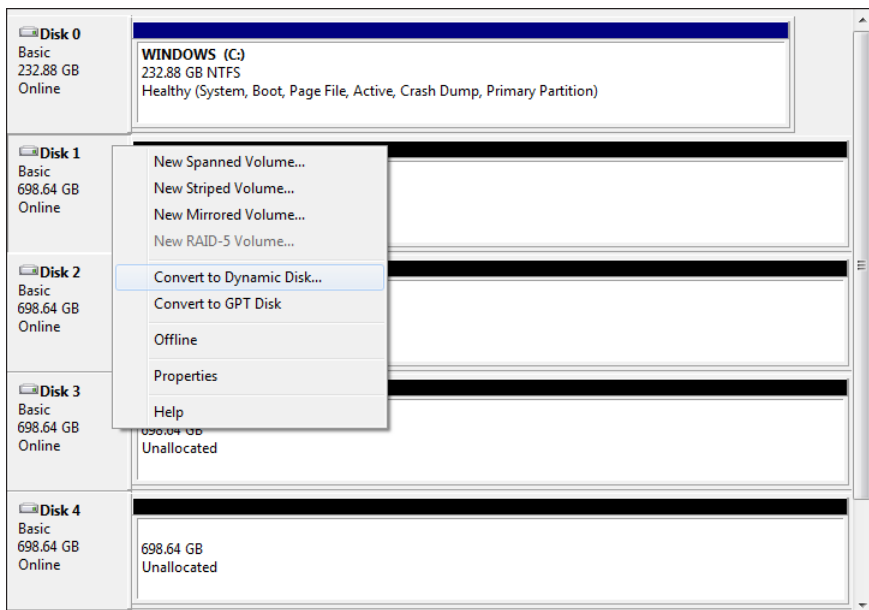 Disk 0
Basic
232.88 GB
Online
WINDOWS (C:)
232.88 GB NTFS
Healthy (System, Boot, Page File, Active, Crash Dump, Primary Partition)
Disk 1
Basic
698.64 GB
Online
New Spanned Volume...
New Striped Volume...
New Mirrored Volume...
New RAID-5 Volume...
Convert to Dynamic Disk...
Convert to GPT Disk
Offline
Properties
Help
Disk 2
Basic
698.64 GB
Online
Disk 3
Basic
698.64 GB
Online
698.64 GB
Unallocated
Disk 4
Basic
698.64 GB
Online
698.64 GB
Unallocated